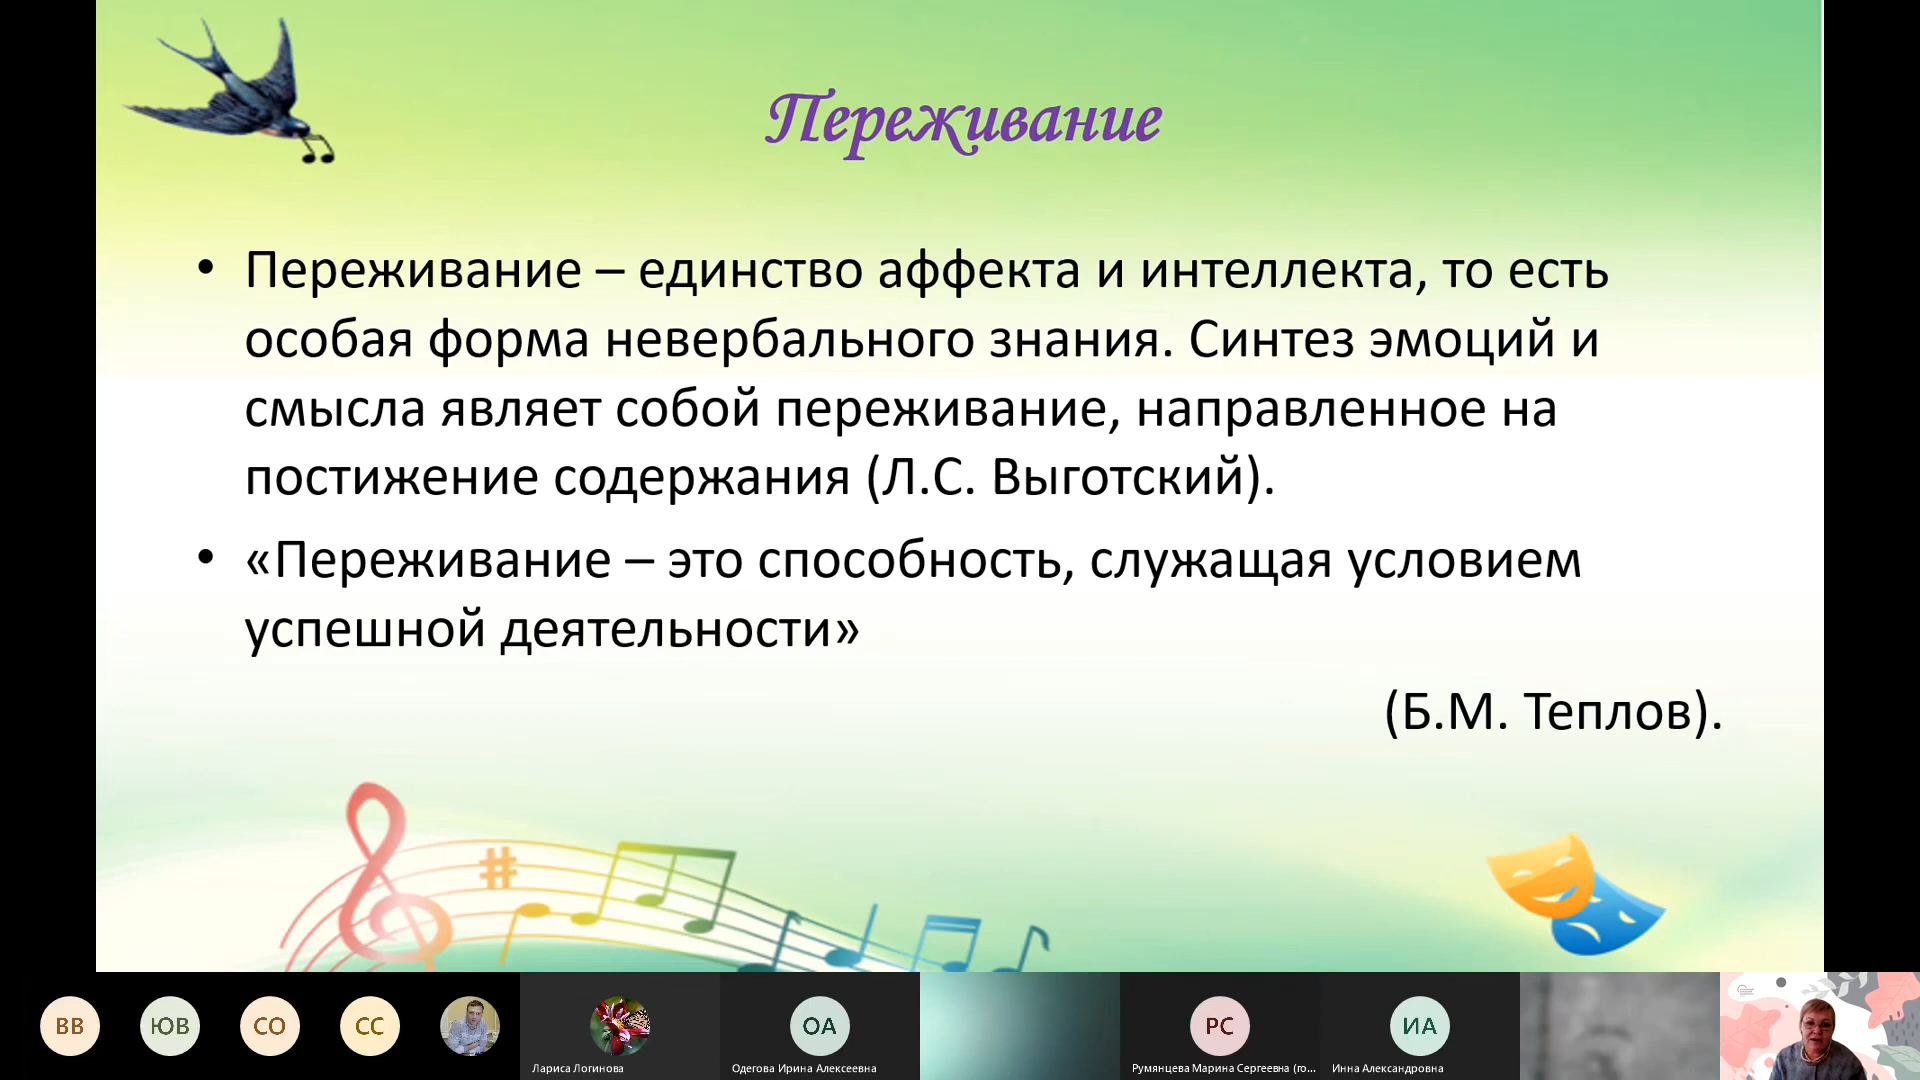 Переживание
• Переживание – единство аффекта и интеллекта, то есть
особая форма невербального знания. Синтез эмоций и
смысла являет собой переживание, направленное на
постижение содержания (Л.С. Выготский).
• «Переживание – это способность, служащая условием
успешной деятельности»
(Б.М. Теплов).
ВВ ЮВ СО СС ОА РС ИА
Лариса Логинова Одегова Ирина Алексеевна Румянцева Марина Сергеевна (го... Инна Александровна